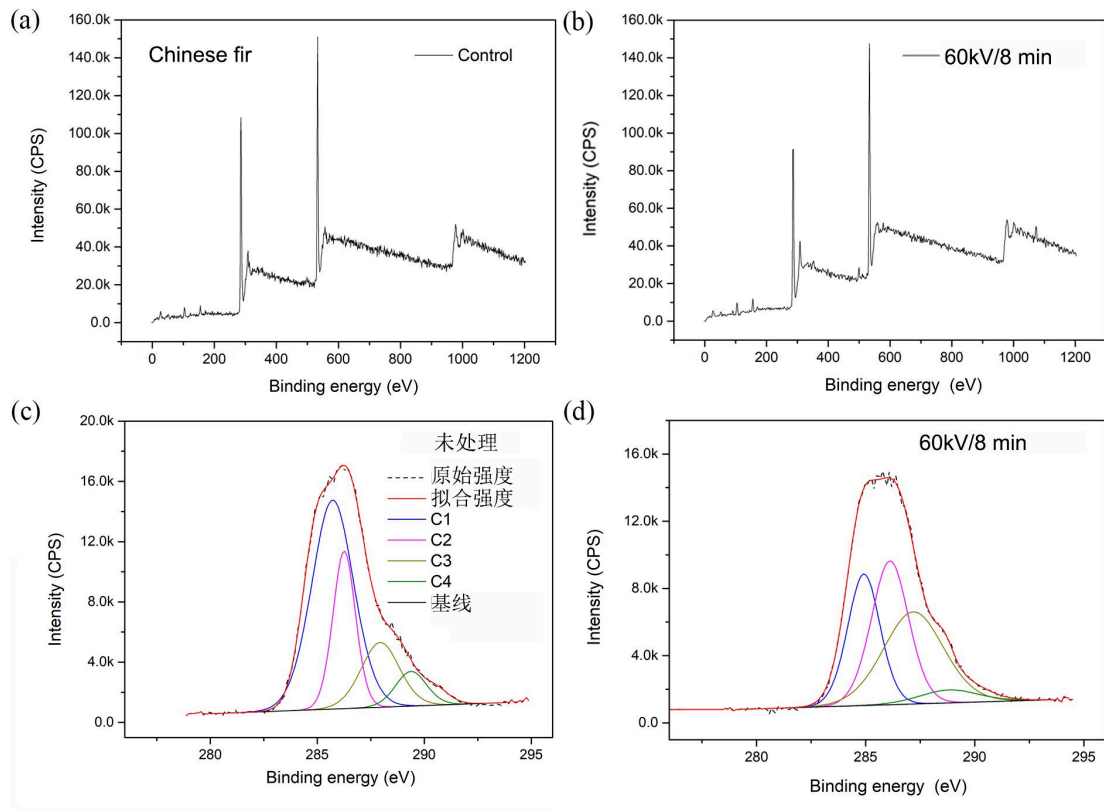 (a)
160.0k
140.0k
120.0k
100.0k
80.0k
60.0k
40.0k
20.0k
0.0
Intensity (CPS)
Chinese fir
Control
0 200 400 600 800 1000 1200
Binding energy (eV)
(b)
160.0k
140.0k
120.0k
100.0k
80.0k
60.0k
40.0k
20.0k
0.0
Intensity (CPS)
60kV/8 min
0 200 400 600 800 1000 1200
Binding energy (eV)
(c)
20.0k
16.0k
12.0k
8.0k
4.0k
0.0
Intensity (CPS)
未处理
原始强度
拟合强度
C1
C2
C3
C4
基线
280 285 290 295
Binding energy (eV)
(d)
16.0k
12.0k
8.0k
4.0k
0.0
Intensity (CPS)
60kV/8 min
280 285 290 295
Binding energy (eV)